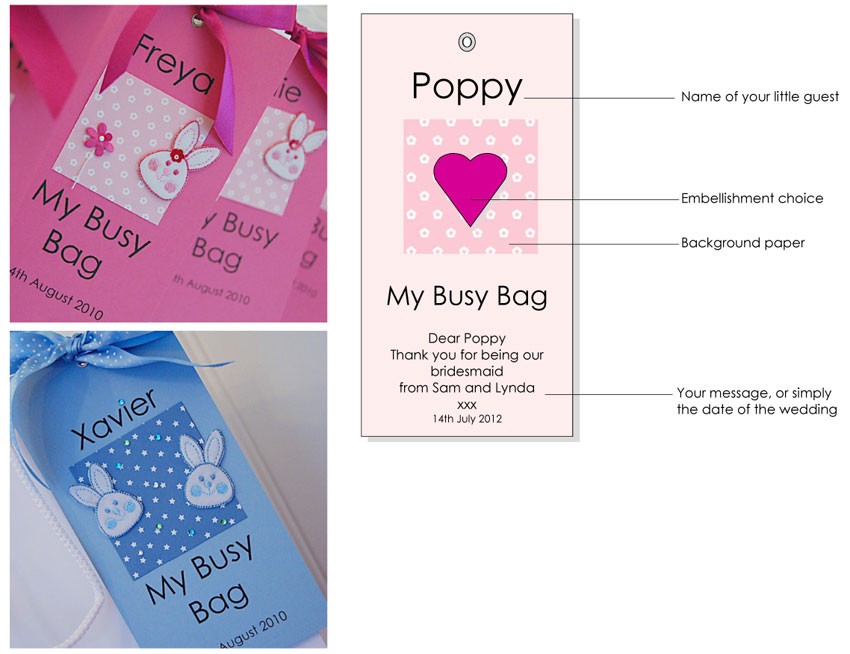 Freya
My Busy
Bag
4th August 2010
lie
y Busy
Bag
th August 2010
Xavier
My Busy
Bag
August 2010
Poppy
My Busy Bag
Dear Poppy
Thank you for being our
bridesmaid
from Sam and Lynda
xxx
14th July 2012
Name of your little guest
Embellishment choice
Background paper
Your message, or simply
the date of the wedding